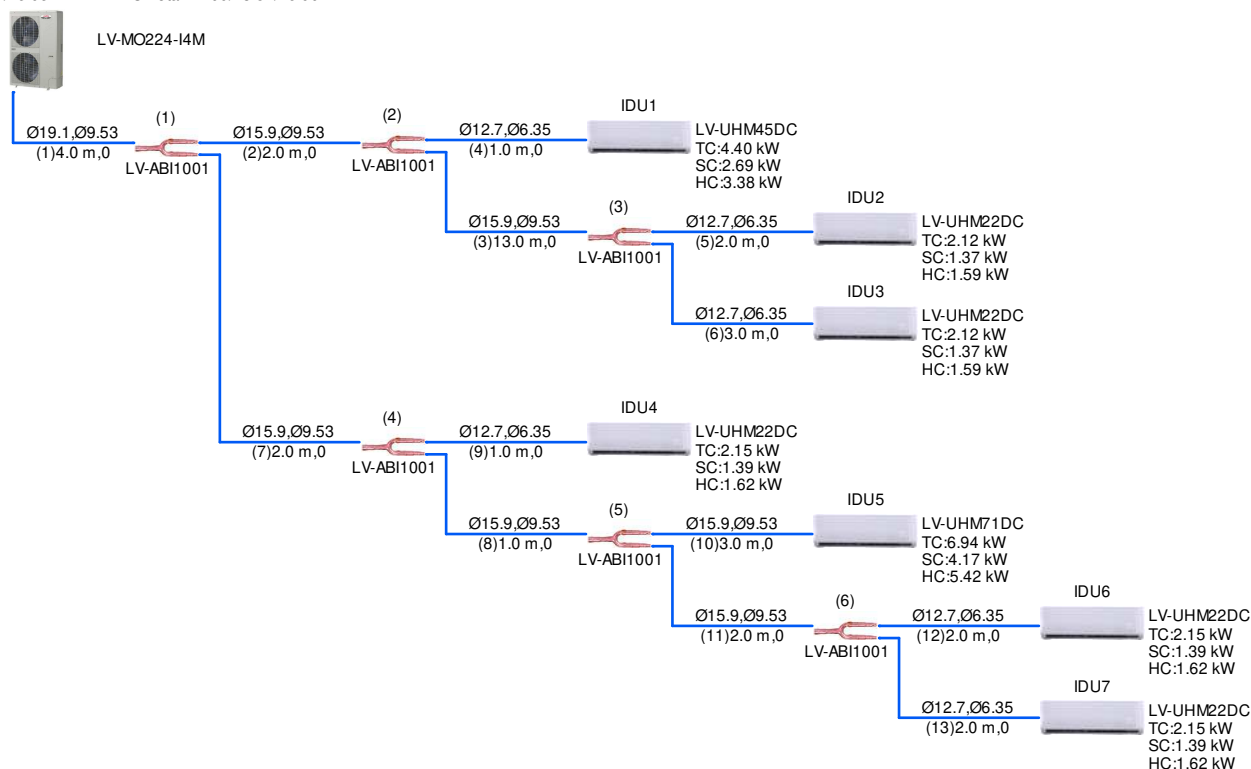 LV-MO224-I4M
Ø19.1,Ø9.53
(1)4.0 m,0
(1)
LV-ABI1001
Ø15.9,Ø9.53
(2)2.0 m,0
(2)
LV-ABI1001
Ø12.7,Ø6.35
(4)1.0 m,0
IDU1
LV-UHM45DC
TC:4.40 kW
SC:2.69 kW
HC:3.38 kW
Ø15.9,Ø9.53
(3)13.0 m,0
(3)
LV-ABI1001
Ø12.7,Ø6.35
(5)2.0 m,0
IDU2
LV-UHM22DC
TC:2.12 kW
SC:1.37 kW
HC:1.59 kW
Ø12.7,Ø6.35
(6)3.0 m,0
IDU3
LV-UHM22DC
TC:2.12 kW
SC:1.37 kW
HC:1.59 kW
Ø15.9,Ø9.53
(7)2.0 m,0
(4)
LV-ABI1001
Ø12.7,Ø6.35
(9)1.0 m,0
IDU4
LV-UHM22DC
TC:2.15 kW
SC:1.39 kW
HC:1.62 kW
Ø15.9,Ø9.53
(8)1.0 m,0
(5)
LV-ABI1001
Ø15.9,Ø9.53
(10)3.0 m,0
IDU5
LV-UHM71DC
TC:6.94 kW
SC:4.17 kW
HC:5.42 kW
Ø15.9,Ø9.53
(11)2.0 m,0
(6)
LV-ABI1001
Ø12.7,Ø6.35
(12)2.0 m,0
IDU6
LV-UHM22DC
TC:2.15 kW
SC:1.39 kW
HC:1.62 kW
Ø12.7,Ø6.35
(13)2.0 m,0
IDU7
LV-UHM22DC
TC:2.15 kW
SC:1.39 kW
HC:1.62 kW